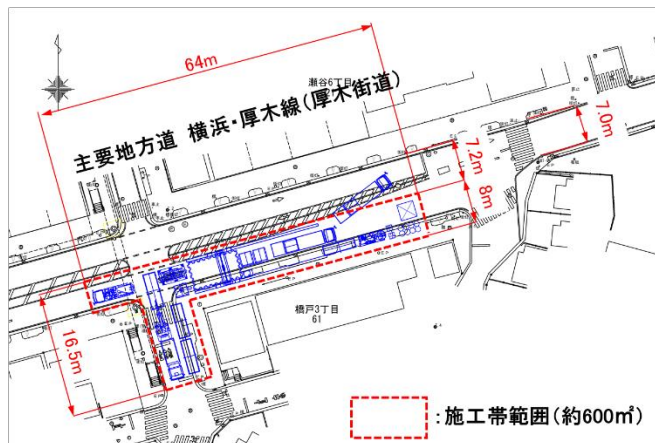 64m
瀬谷6丁目
主要地方道 横浜・厚木線(厚木街道)
7.0m
7.2m
8m
橋戸3丁目
61
16.5m
:施工帯範囲(約600㎡)